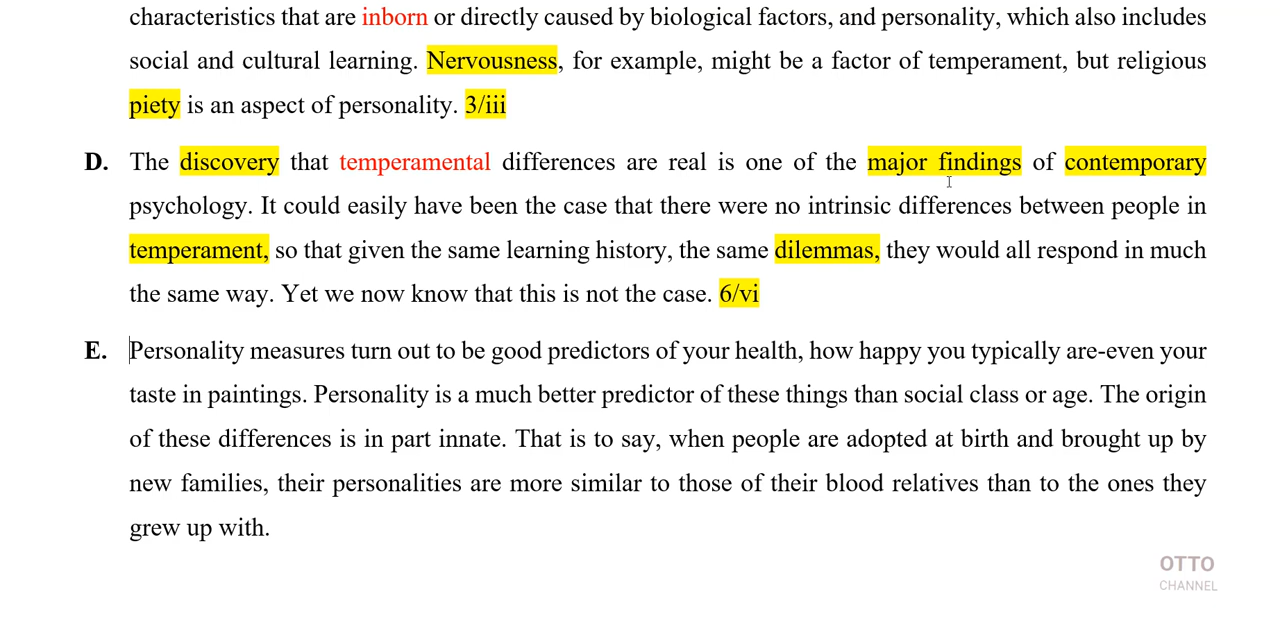 characteristics that are inborn or directly caused by biological factors, and personality, which also includes
social and cultural learning. Nervousness, for example, might be a factor of temperament, but religious
piety is an aspect of personality. 3/iii
D. The discovery that temperamental differences are real is one of the major findings of contemporary
psychology. It could easily have been the case that there were no intrinsic differences between people in
temperament, so that given the same learning history, the same dilemmas, they would all respond in much
the same way. Yet we now know that this is not the case. 6/vi
E. Personality measures turn out to be good predictors of your health, how happy you typically are-even your
taste in paintings. Personality is a much better predictor of these things than social class or age. The origin
of these differences is in part innate. That is to say, when people are adopted at birth and brought up by
new families, their personalities are more similar to those of their blood relatives than to the ones they
grew up with.
OTTO
CHANNEL